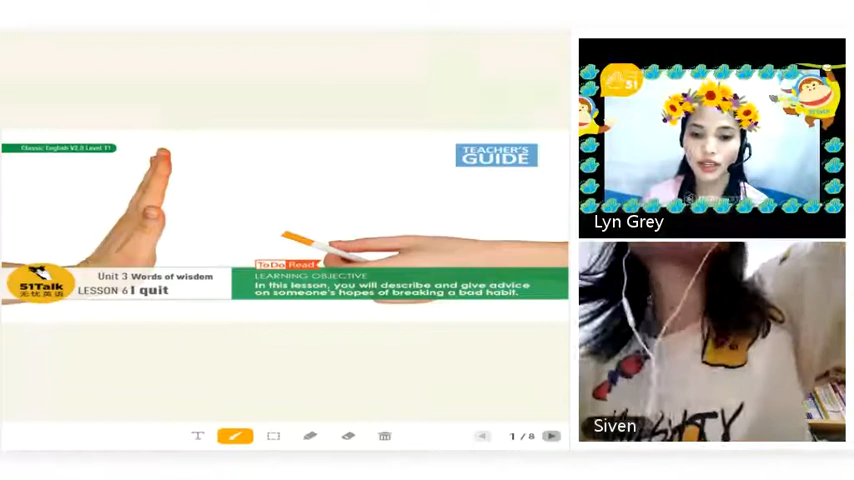 Classic English V3.0 Level 11
TEACHER'S
GUIDE
To Do Read
51Talk
无忧英语
Unit 3 Words of wisdom
LESSON 6 I quit
LEARNING OBJECTIVE
In this lesson, you will describe and give advice
on someone's hopes of breaking a bad habit.
T
1 / 8
51
Lyn Grey
Siven